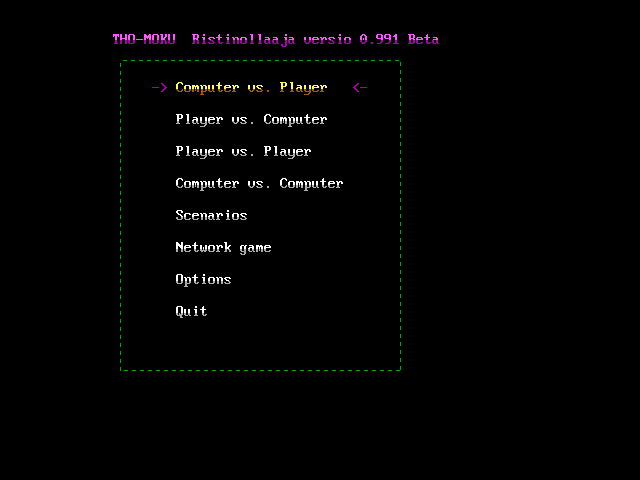 THO-MOKU  Ristinollaaja versio 0.991 Beta
-> Computer vs. Player <-
Player vs. Computer
Player vs. Player
Computer vs. Computer
Scenarios
Network game
Options
Quit